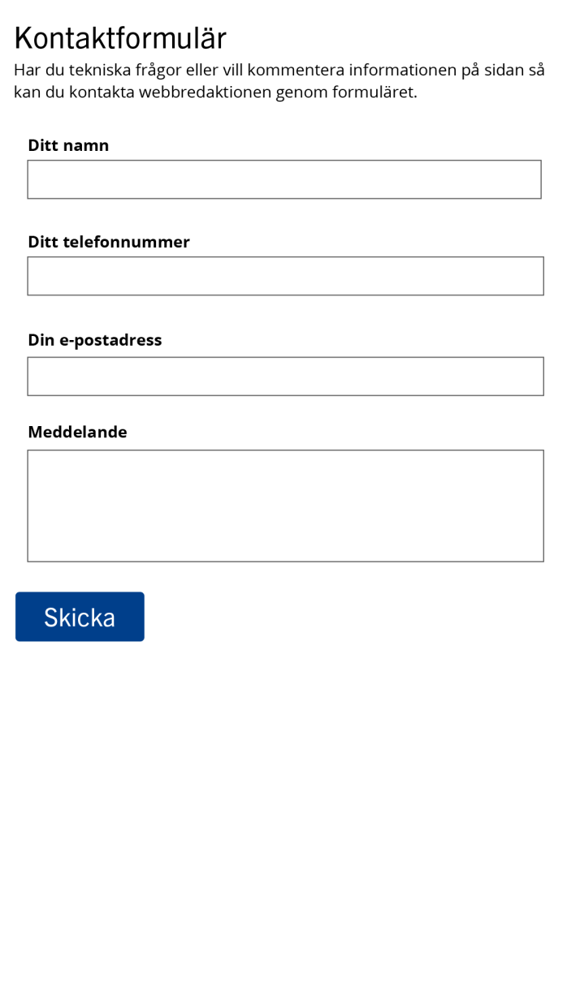 Kontaktformulär
Har du tekniska frågor eller vill kommentera informationen på sidan så
kan du kontakta webbredaktionen genom formuläret.
Ditt namn
Ditt telefonnummer
Din e-postadress
Meddelande
Skicka